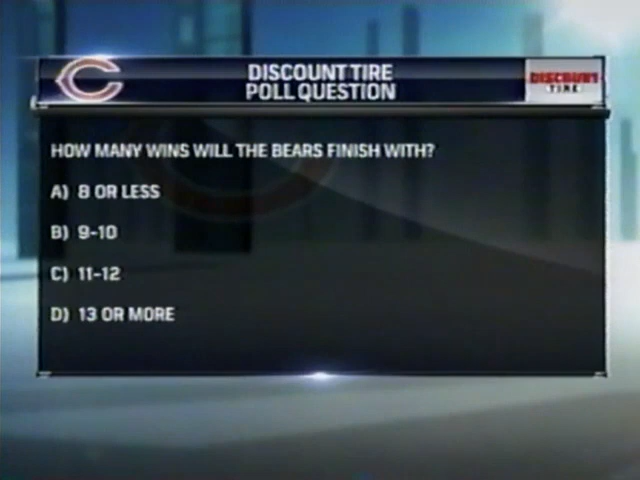 DISCOUNT TIRE
POLL QUESTION
DISCOUNT
TIRE
HOW MANY WINS WILL THE BEARS FINISH WITH?
A) 8 OR LESS
B) 9-10
C) 11-12
D) 13 OR MORE